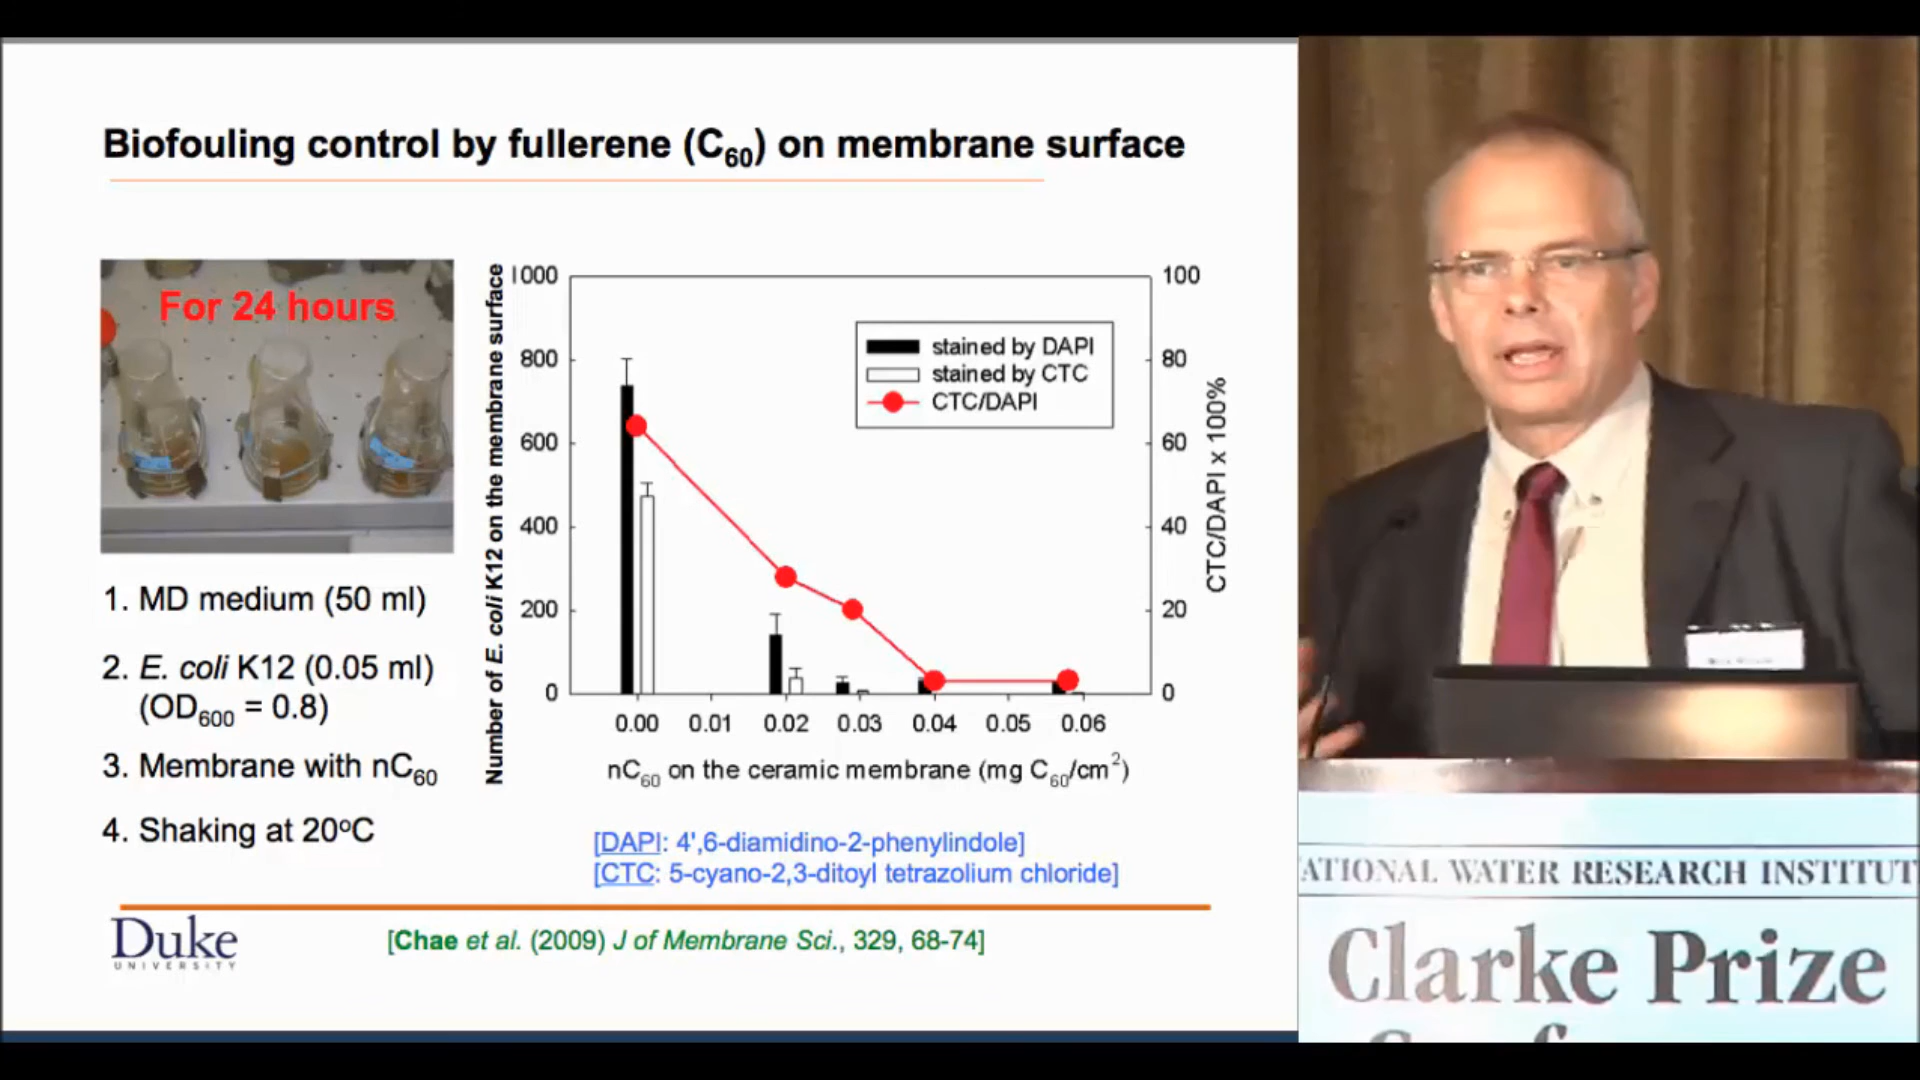 Biofouling control by fullerene (C60) on membrane surface
For 24 hours
1. MD medium (50 ml)
2. E. coli K12 (0.05 ml)
(OD600 = 0.8)
3. Membrane with nC60
4. Shaking at 20°C
Number of E. coli K12 on the membrane surface
1000
800
600
400
200
0
stained by DAPI
stained by CTC
CTC/DAPI
100
80
60
40
20
0
CTC/DAPI x 100%
0.00 0.01 0.02 0.03 0.04 0.05 0.06
nC60 on the ceramic membrane (mg C60/cm2)
[DAPI: 4',6-diamidino-2-phenylindole]
[CTC: 5-cyano-2,3-ditoyl tetrazolium chloride]
Duke
UNIVERSITY
[Chae et al. (2009) J of Membrane Sci., 329, 68-74]
ATIONAL WATER RESEARCH INSTITUT
Clarke Prize